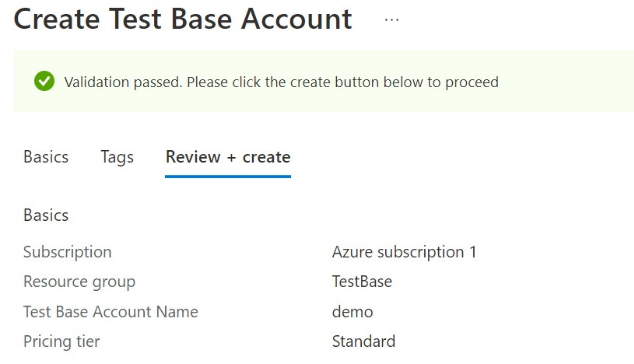 Create Test Base Account ...
Validation passed. Please click the create button below to proceed
Basics Tags Review + create
Basics
Subscription Azure subscription 1
Resource group TestBase
Test Base Account Name demo
Pricing tier Standard